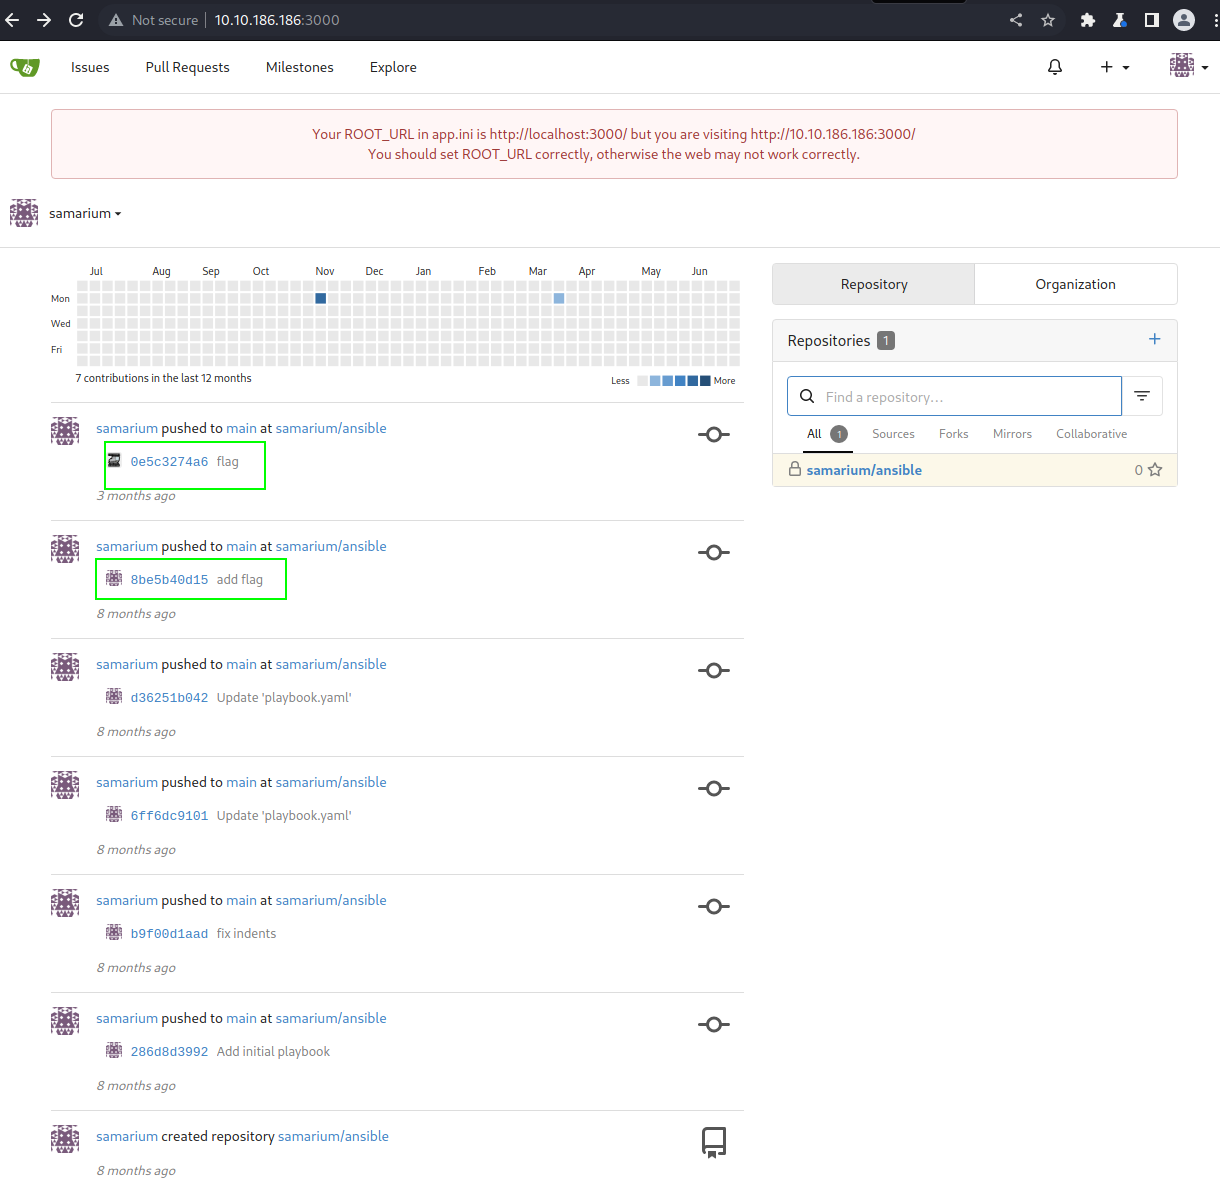 Not secure 10.10.186.186:3000
Issues Pull Requests Milestones Explore
Your ROOT_URL in app.ini is http://localhost:3000/ but you are visiting http://10.10.186.186:3000/
You should set ROOT_URL correctly, otherwise the web may not work correctly.
samarium
Jul Aug Sep Oct Nov Dec Jan Feb Mar Apr May Jun
Mon
Wed
Fri
7 contributions in the last 12 months
Less More
samarium pushed to main at samarium/ansible
0e5c3274a6 flag
3 months ago
samarium pushed to main at samarium/ansible
8be5b40d15 add flag
8 months ago
samarium pushed to main at samarium/ansible
d36251b042 Update 'playbook.yaml'
8 months ago
samarium pushed to main at samarium/ansible
6ff6dc9101 Update 'playbook.yaml'
8 months ago
samarium pushed to main at samarium/ansible
b9f00d1aad fix indents
8 months ago
samarium pushed to main at samarium/ansible
286d8d3992 Add initial playbook
8 months ago
samarium created repository samarium/ansible
8 months ago
Repository Organization
Repositories 1
Find a repository...
All 1 Sources Forks Mirrors Collaborative
samarium/ansible 0